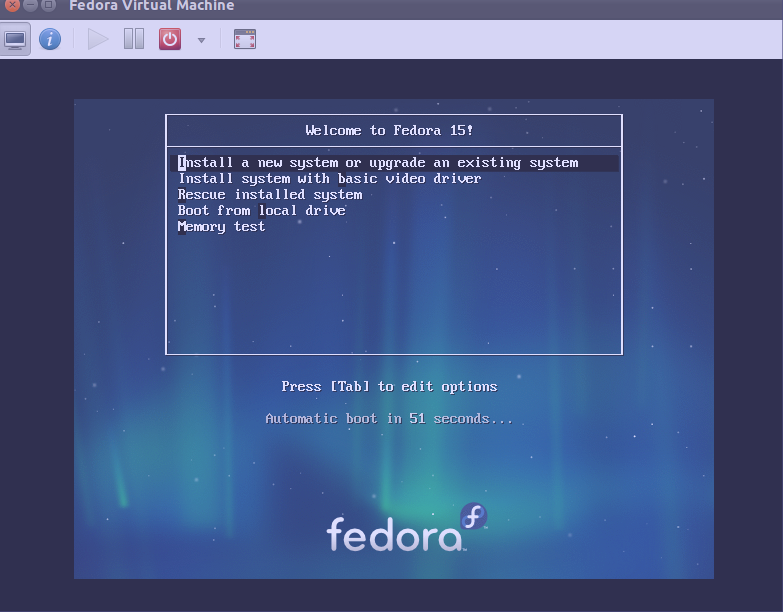 Fedora Virtual Machine
Welcome to Fedora 15!
Install a new system or upgrade an existing system
Install system with basic video driver
Rescue installed system
Boot from local drive
Memory test
Press [Tab] to edit options
Automatic boot in 51 seconds...
fedora